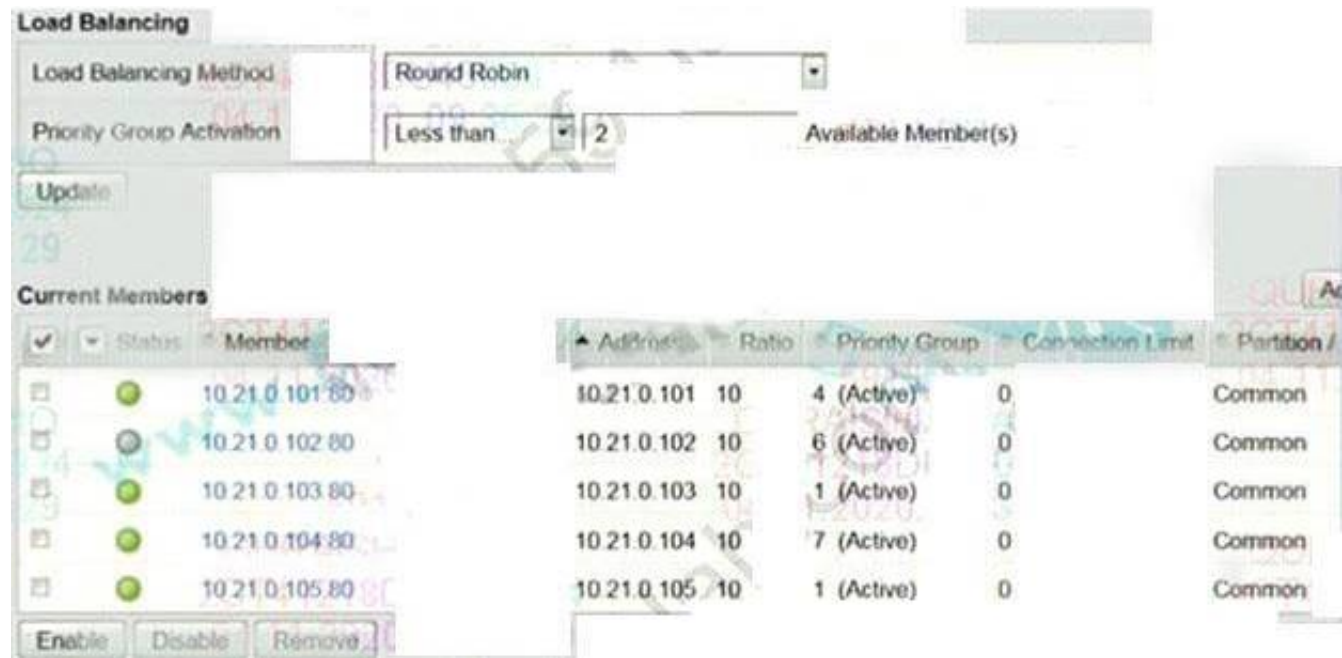 Load Balancing
Load Balancing Method Round Robin
Priority Group Activation Less than... 2 Available Member(s)
Update
29
Current Members
Status Member Address Ratio Priority Group Connection Limit Partition /
10.21.0.101:80 10.21.0.101 10 4 (Active) 0 Common
10.21.0.102:80 10.21.0.102 10 6 (Active) 0 Common
10.21.0.103:80 10.21.0.103 10 1 (Active) 0 Common
10.21.0.104:80 10.21.0.104 10 7 (Active) 0 Common
10.21.0.105:80 10.21.0.105 10 1 (Active) 0 Common
Enable Disable Remove